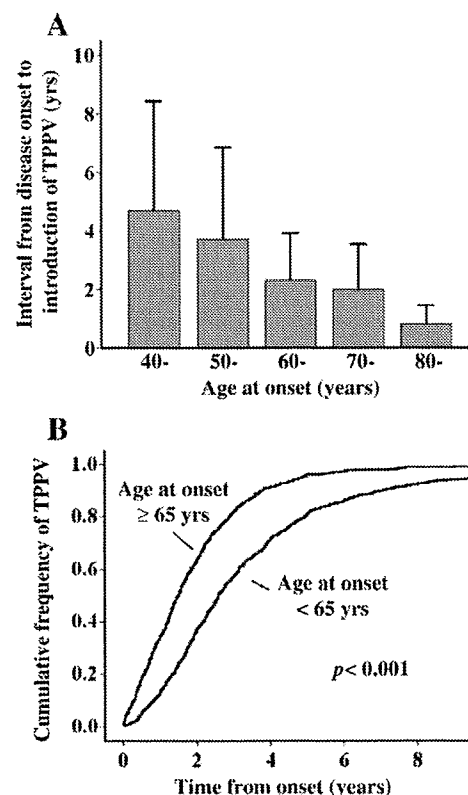 A
Interval from disease onset to
introduction of TPPV (yrs)
10
8
6
4
2
0
40- 50- 60- 70- 80-
Age at onset (years)
B
Cumulative frequency of TPPV
1.0
0.8
0.6
0.4
0.2
0.0
Age at onset
≥ 65 yrs
Age at onset
< 65 yrs
p< 0.001
0 2 4 6 8
Time from onset (years)